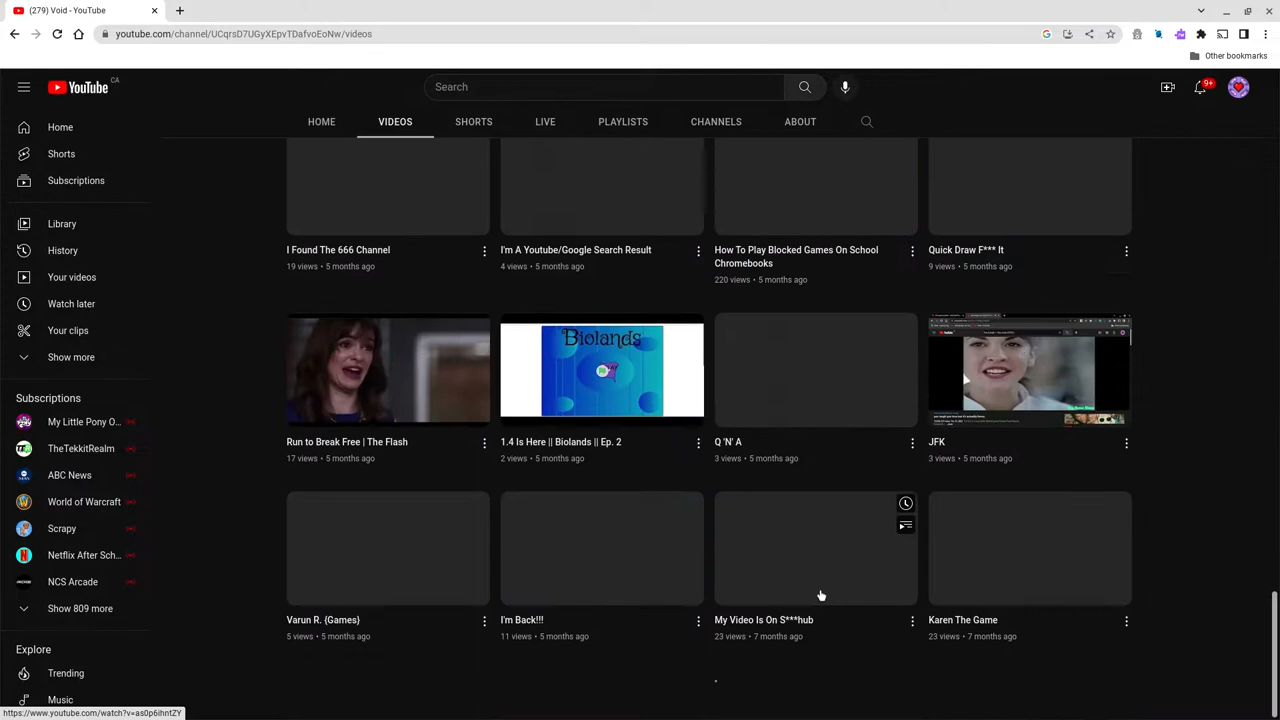 (279) Void - YouTube
youtube.com/channel/UCqrsD7UGyXEpvTDafvoEoNw/videos
Other bookmarks
YouTube CA
Search
9+
HOME VIDEOS SHORTS LIVE PLAYLISTS CHANNELS ABOUT
Home
Shorts
Subscriptions
Library
History
Your videos
Watch later
Your clips
Show more
Subscriptions
My Little Pony O...
TheTekkitRealm
ABC News
World of Warcraft
Scrapy
Netflix After Sch...
NCS Arcade
Show 809 more
Explore
Trending
Music
I Found The 666 Channel
19 views • 5 months ago
I'm A Youtube/Google Search Result
4 views • 5 months ago
How To Play Blocked Games On School
Chromebooks
220 views • 5 months ago
Quick Draw F*** It
9 views • 5 months ago
Run to Break Free | The Flash
17 views • 5 months ago
Biolands
1.4 Is Here || Biolands || Ep. 2
2 views • 5 months ago
Q 'N' A
3 views • 5 months ago
JFK
3 views • 5 months ago
Varun R. {Games}
5 views • 5 months ago
I'm Back!!!
11 views • 5 months ago
My Video Is On S***hub
23 views • 7 months ago
Karen The Game
23 views • 7 months ago
https://www.youtube.com/watch?v=as0p6ihntZY